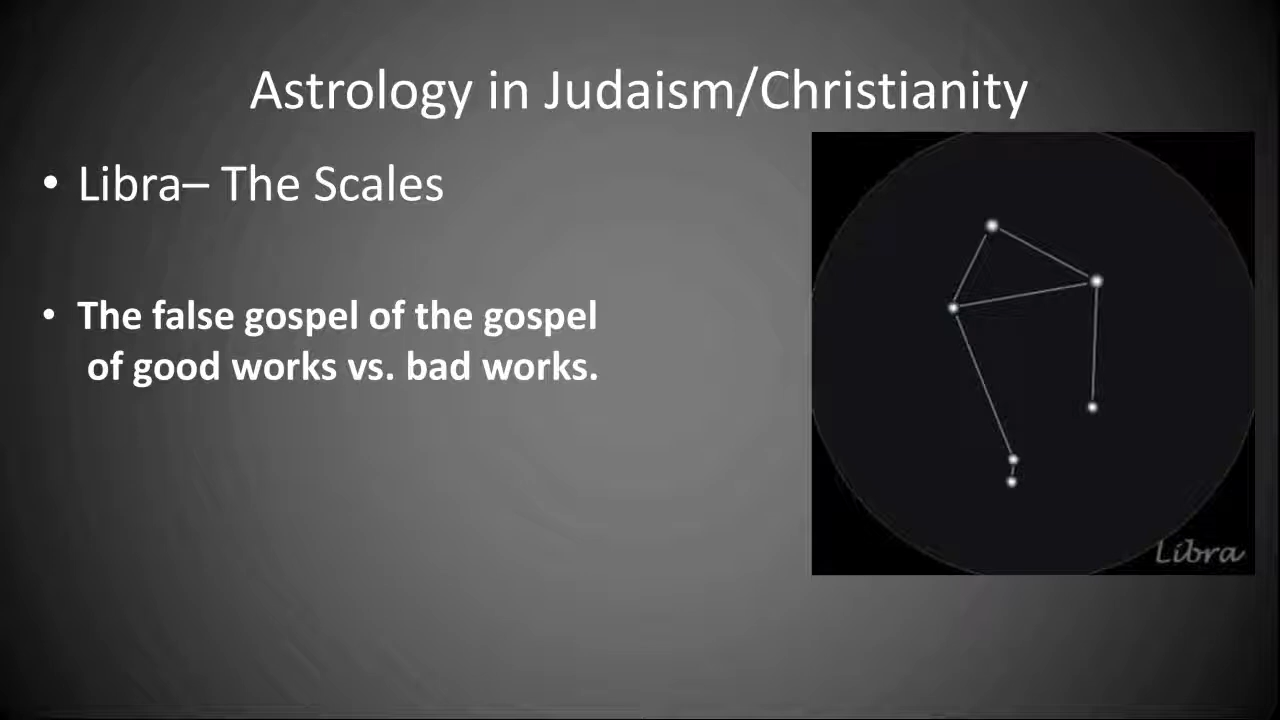 Astrology in Judaism/Christianity
• Libra– The Scales
• The false gospel of the gospel
of good works vs. bad works.
Libra